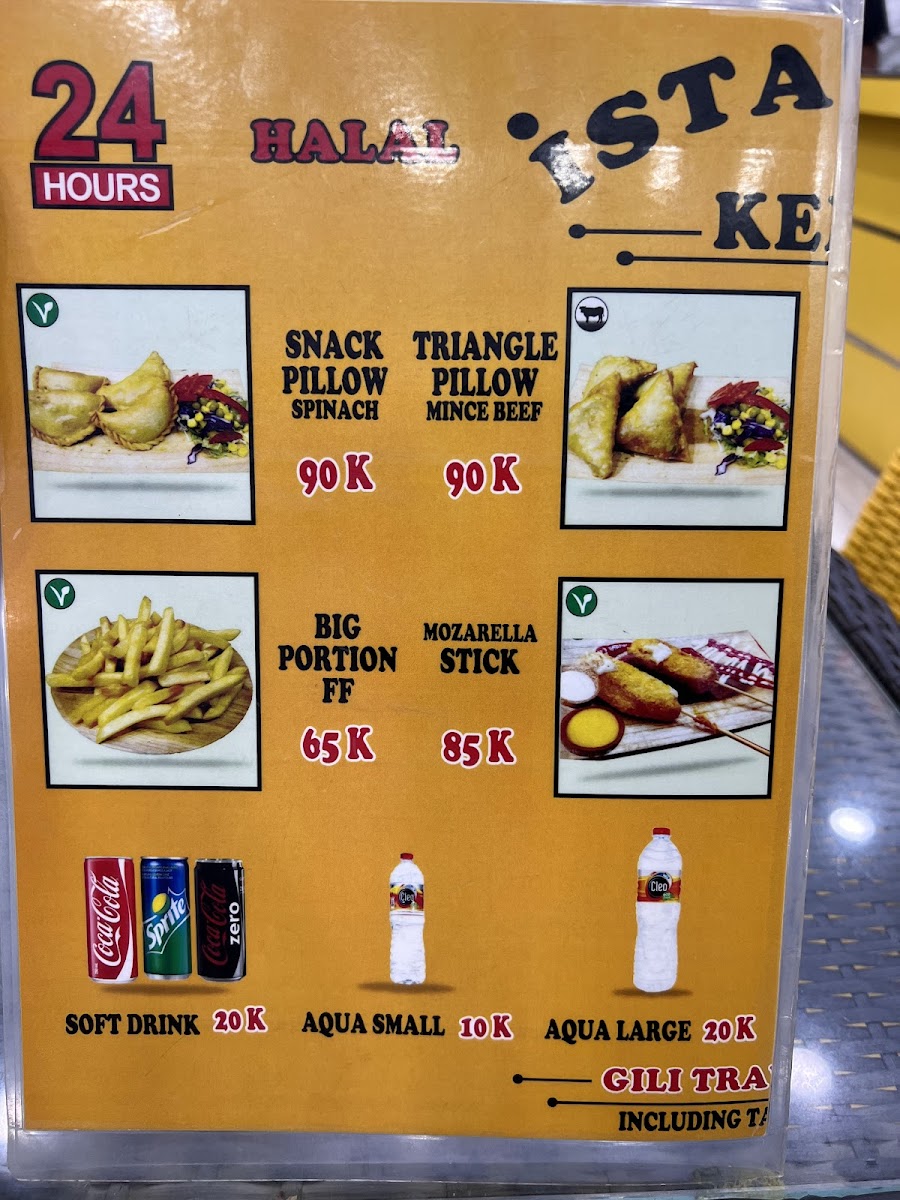 24
HOURS
HALAL
iSTA
KE
SNACK
PILLOW
SPINACH
90 K
TRIANGLE
PILLOW
MINCE BEEF
90 K
BIG
PORTION
FF
65 K
MOZARELLA
STICK
85 K
Coca-Cola
Sprite
Coca-Cola
zero
Cleo
Cleo
SOFT DRINK 20 K
AQUA SMALL 10 K
AQUA LARGE 20 K
GILI TRA
INCLUDING TA